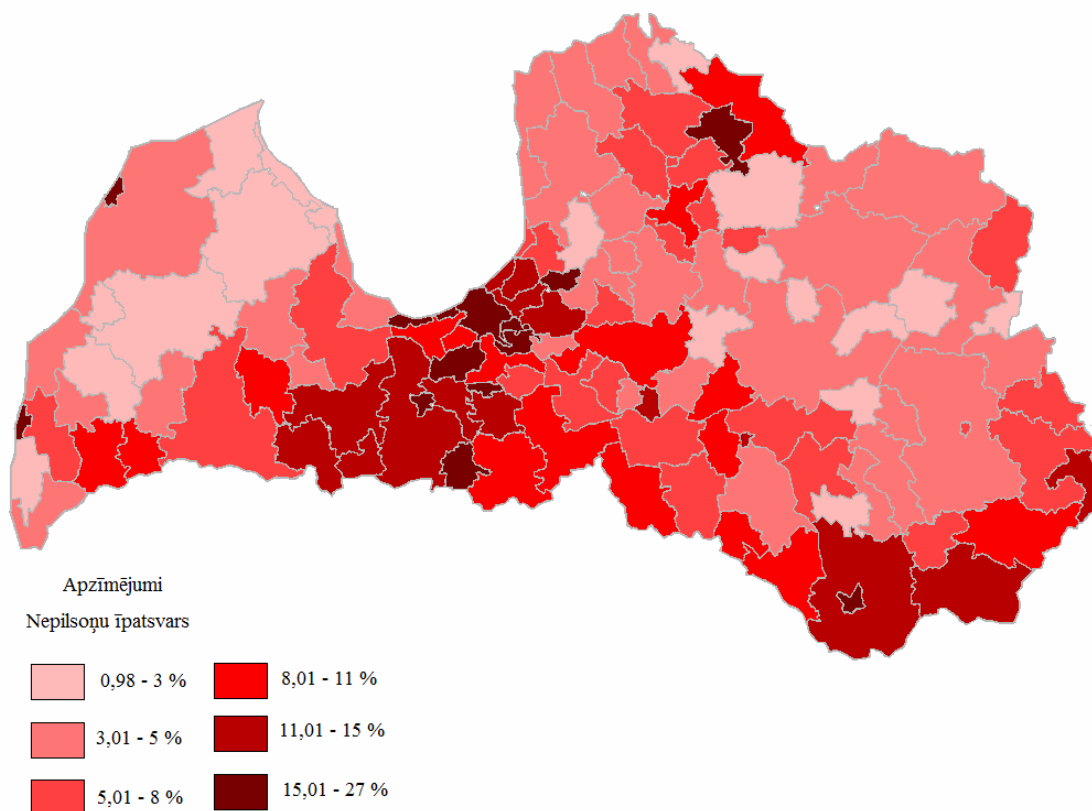 Apzīmējumi
Nepilsoņu īpatsvars
0,98 - 3 %
8,01 - 11 %
3,01 - 5 %
11,01 - 15 %
5,01 - 8 %
15,01 - 27 %